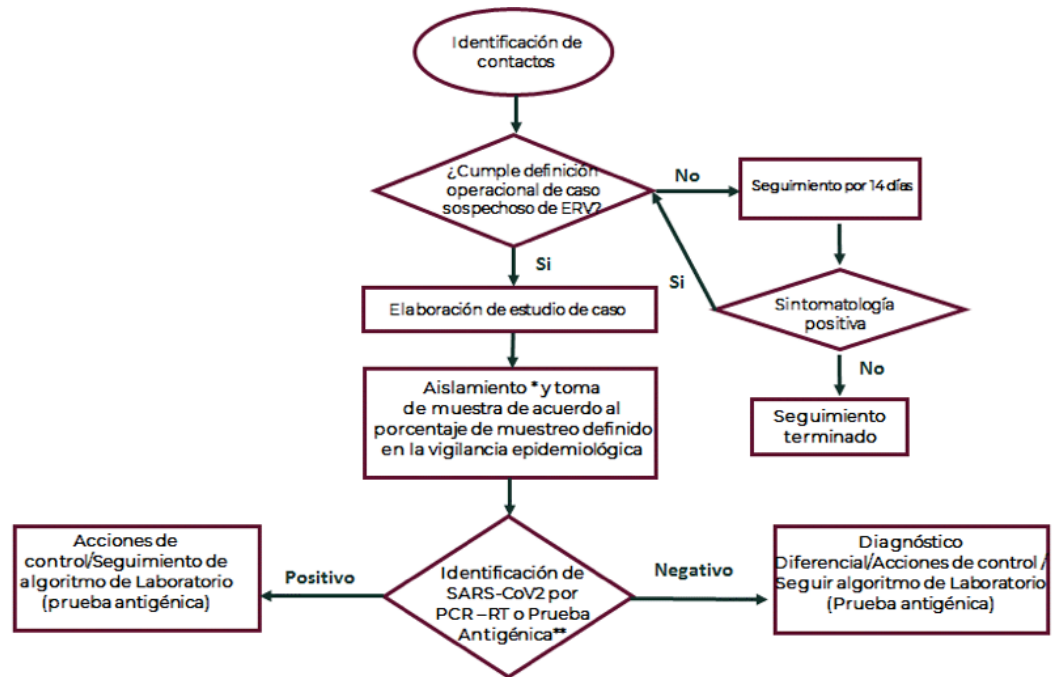 Identificación de
contactos
¿Cumple definición
operacional de caso
sospechoso de ERV?
No
Seguimiento por 14 días
Si
Si
Sintomatología
positiva
Elaboración de estudio de caso
No
Aislamiento * y toma
de muestra de acuerdo al
porcentaje de muestreo definido
en la vigilancia epidemiológica
Seguimiento
terminado
Acciones de
control/Seguimiento de
algoritmo de Laboratorio
(prueba antigénica)
Positivo
Identificación de
SARS-CoV2 por
PCR –RT o Prueba
Antigénica**
Negativo
Diagnóstico
Diferencial/Acciones de control /
Seguir algoritmo de Laboratorio
(Prueba antigénica)